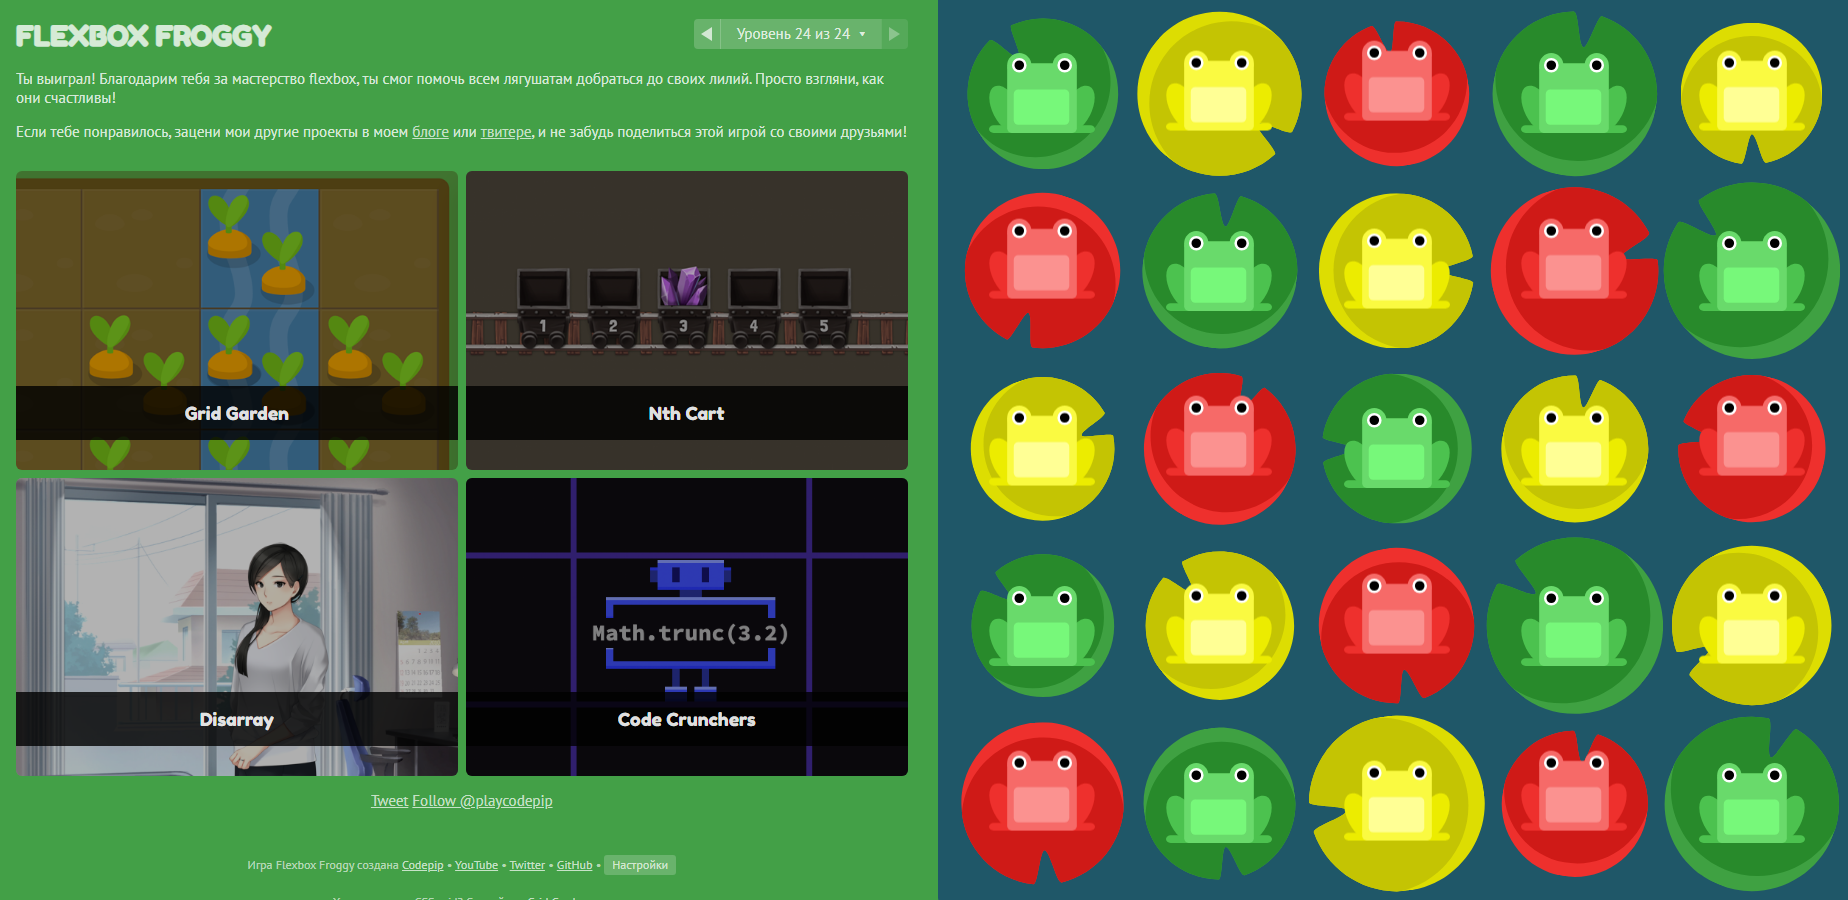 FLEXBOX FROGGY
Уровень 24 из 24
Ты выиграл! Благодарим тебя за мастерство flexbox, ты смог помочь всем лягушатам добраться до своих лилий. Просто взгляни, как
они счастливы!
Если тебе понравилось, зацени мои другие проекты в моем блоге или твитере, и не забудь поделиться этой игрой со своими друзьями!
1 2 3 4 5
Grid Garden
Nth Cart
Math.trunc(3.2)
Disarray
Code Crunchers
Tweet Follow @playcodepip
Игра Flexbox Froggy создана Codepip • YouTube • Twitter • GitHub • Настройки